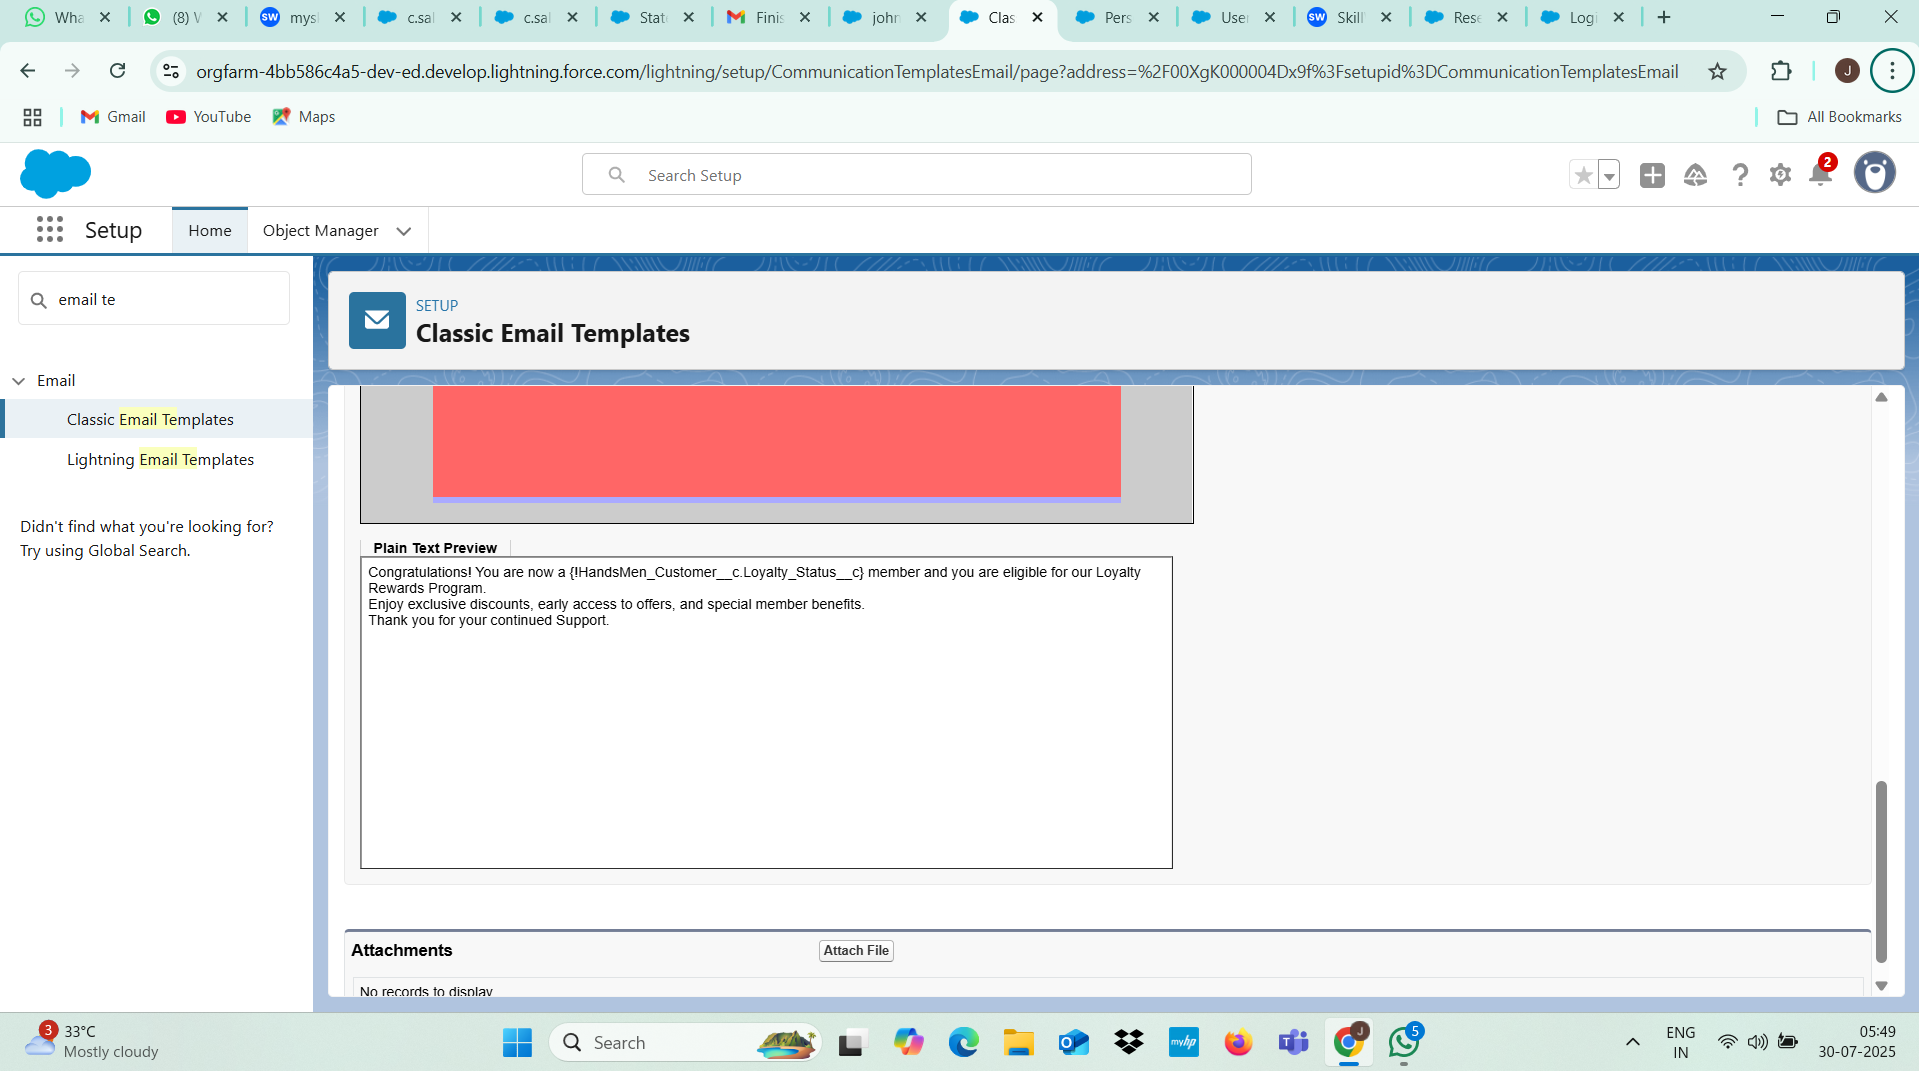 Wha
(8) V
SW
mysl
c.sal
c.sal
Stat
Finis
john
Clas
Pers
User
SW
Skill
Rese
Logi
orgfarm-4bb586c4a5-dev-ed.develop.lightning.force.com/lightning/setup/CommunicationTemplatesEmail/page?address=%2F00XgK000004Dx9f%3Fsetupid%3DCommunicationTemplatesEmail
J
Gmail
YouTube
Maps
All Bookmarks
Search Setup
2
Setup
Home
Object Manager
email te
SETUP
Classic Email Templates
Email
Classic Email Templates
Lightning Email Templates
Didn't find what you're looking for?
Try using Global Search.
Plain Text Preview
Congratulations! You are now a {!HandsMen_Customer__c.Loyalty_Status__c} member and you are eligible for our Loyalty
Rewards Program.
Enjoy exclusive discounts, early access to offers, and special member benefits.
Thank you for your continued Support.
Attachments
Attach File
No records to display
3
33°C
Mostly cloudy
Search
myhp
J
5
ENG
IN
05:49
30-07-2025